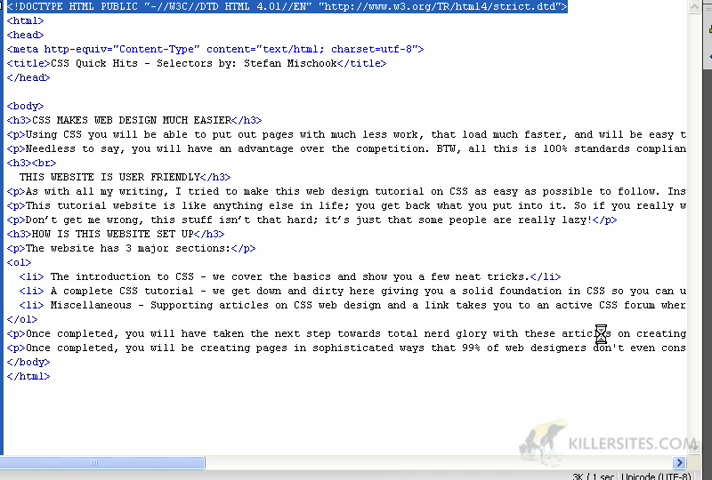 <!DOCTYPE HTML PUBLIC "-//W3C//DTD HTML 4.01//EN" "http://www.w3.org/TR/html4/strict.dtd">
<html>
<head>
<meta http-equiv="Content-Type" content="text/html; charset=utf-8">
<title>CSS Quick Hits - Selectors by: Stefan Mischook</title>
</head>
<body>
<h3>CSS MAKES WEB DESIGN MUCH EASIER</h3>
<p>Using CSS you will be able to put out pages with much less work, that load much faster, and will be easy t
<p>Needless to say, you will have an advantage over the competition. BTW, all this is 100% standards complian
<h3><br>
THIS WEBSITE IS USER FRIENDLY</h3>
<p>As with all my writing, I tried to make this web design tutorial on CSS as easy as possible to follow. Ins
<p>This tutorial website is like anything else in life; you get back what you put into it. So if you really w
<p>Don’t get me wrong, this stuff isn’t that hard; it’s just that some people are really lazy!</p>
<h3>HOW IS THIS WEBSITE SET UP</h3>
<p>The website has 3 major sections:</p>
<ol>
<li> The introduction to CSS - we cover the basics and show you a few neat tricks.</li>
<li> A complete CSS tutorial - we get down and dirty here giving you a solid foundation in CSS so you can u
<li> Miscellaneous - Supporting articles on CSS web design and a link takes you to an active CSS forum wher
</ol>
<p>Once completed, you will have taken the next step towards total nerd glory with these articles on creating
<p>Once completed, you will be creating pages in sophisticated ways that 99% of web designers don't even cons
</body>
</html>
KILLERSITES.COM
3K / 1 sec Unicode (UTF-8)